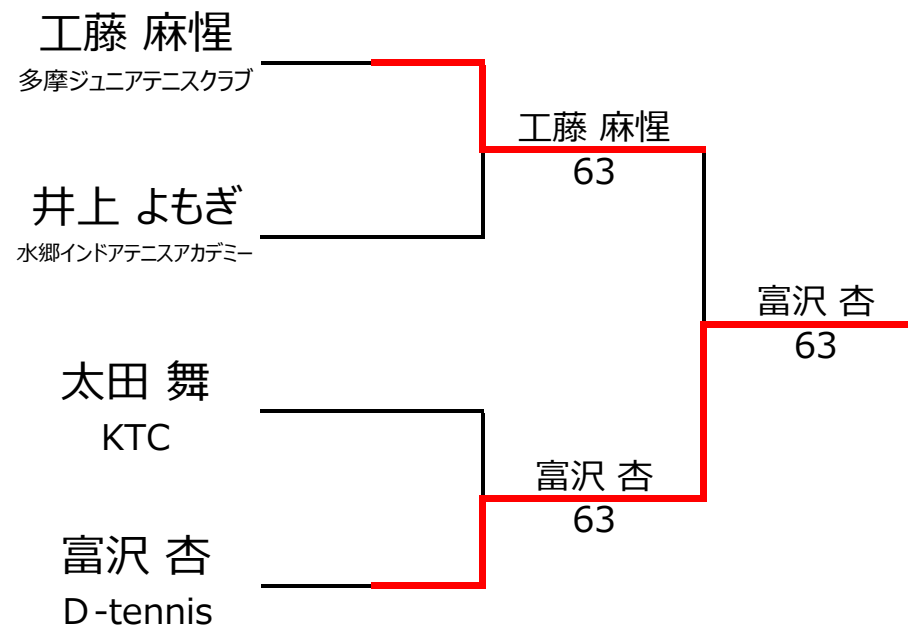 工藤 麻惺
多摩ジュニアテニスクラブ
工藤 麻惺
63
井上 よもぎ
水郷インドアテニスアカデミー
富沢 杏
63
太田 舞
KTC
富沢 杏
63
富沢 杏
D-tennis